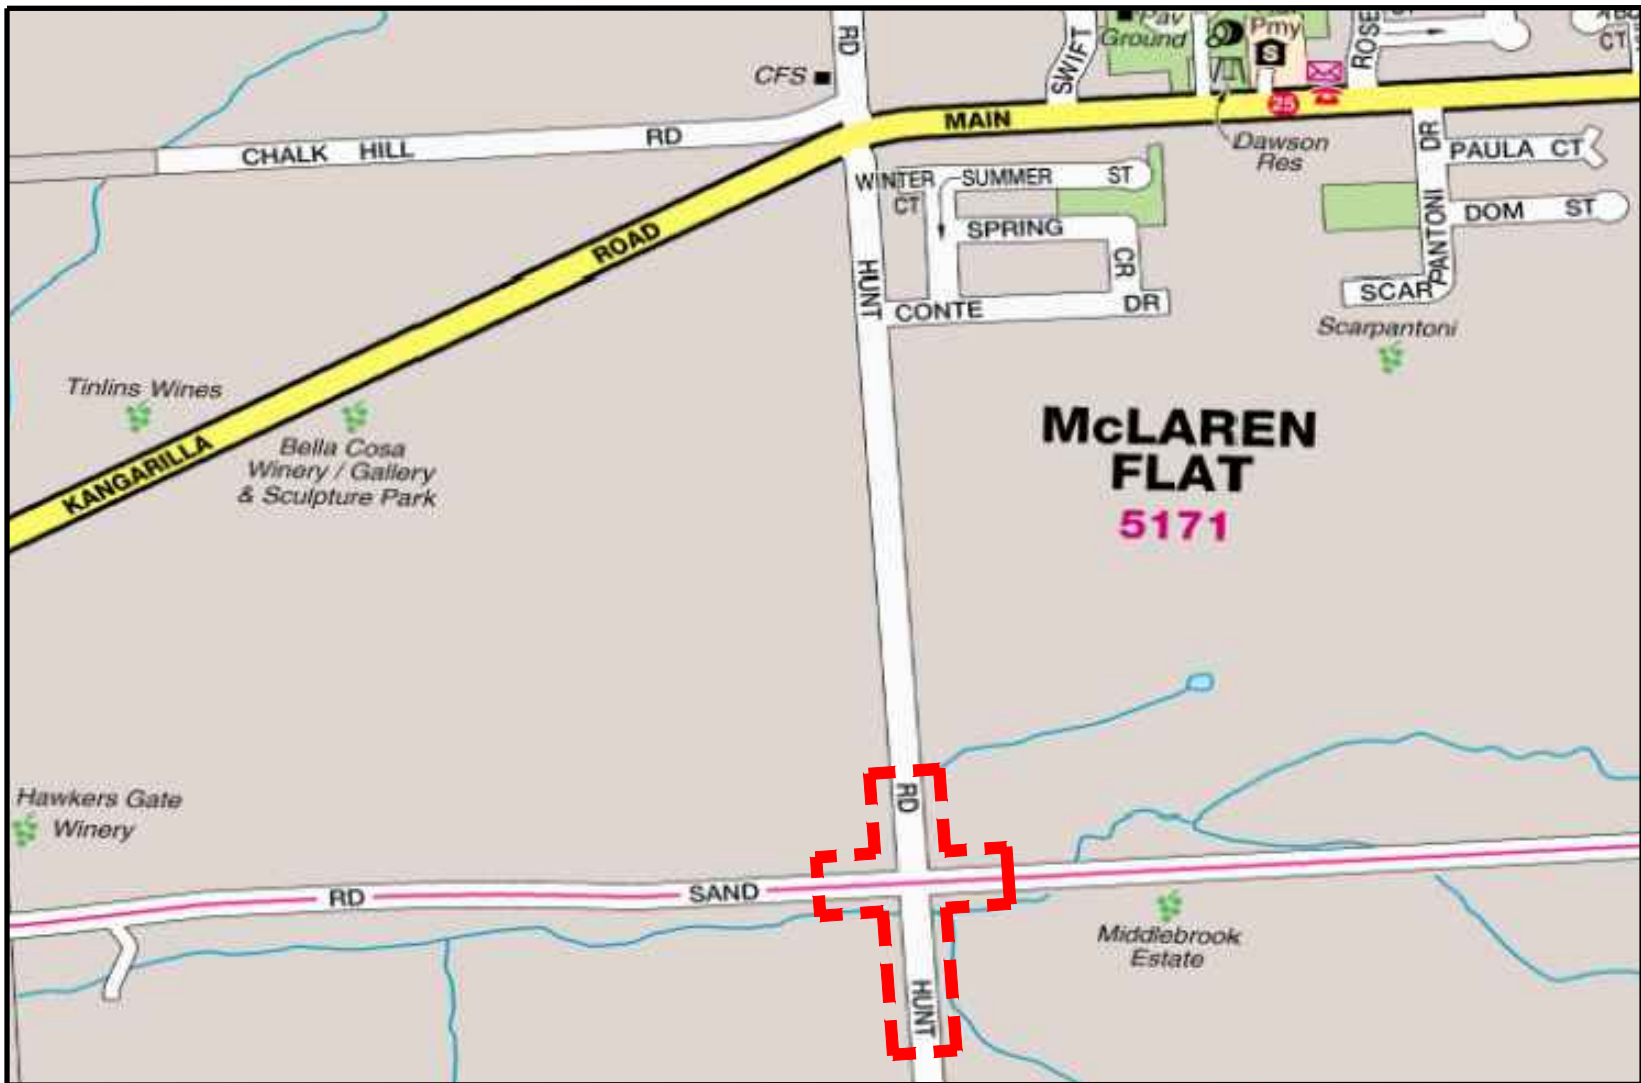 RD
SWIFT
Pav
Ground
Pmy
S
ROSE
CT
CFS
25
MAIN
Dawson
Res
CHALK HILL RD
DR
PAULA CT
WINTER
CT
SUMMER ST
PANTONI
DOM ST
SPRING
CR
ROAD
HUNT
CONTE DR
SCAR
Scarpantoni
Tinlins Wines
Bella Cosa
Winery / Gallery
& Sculpture Park
KANGARILLA
McLAREN
FLAT
5171
RD
Hawkers Gate
Winery
RD
SAND
Middlebrook
Estate
HUNT